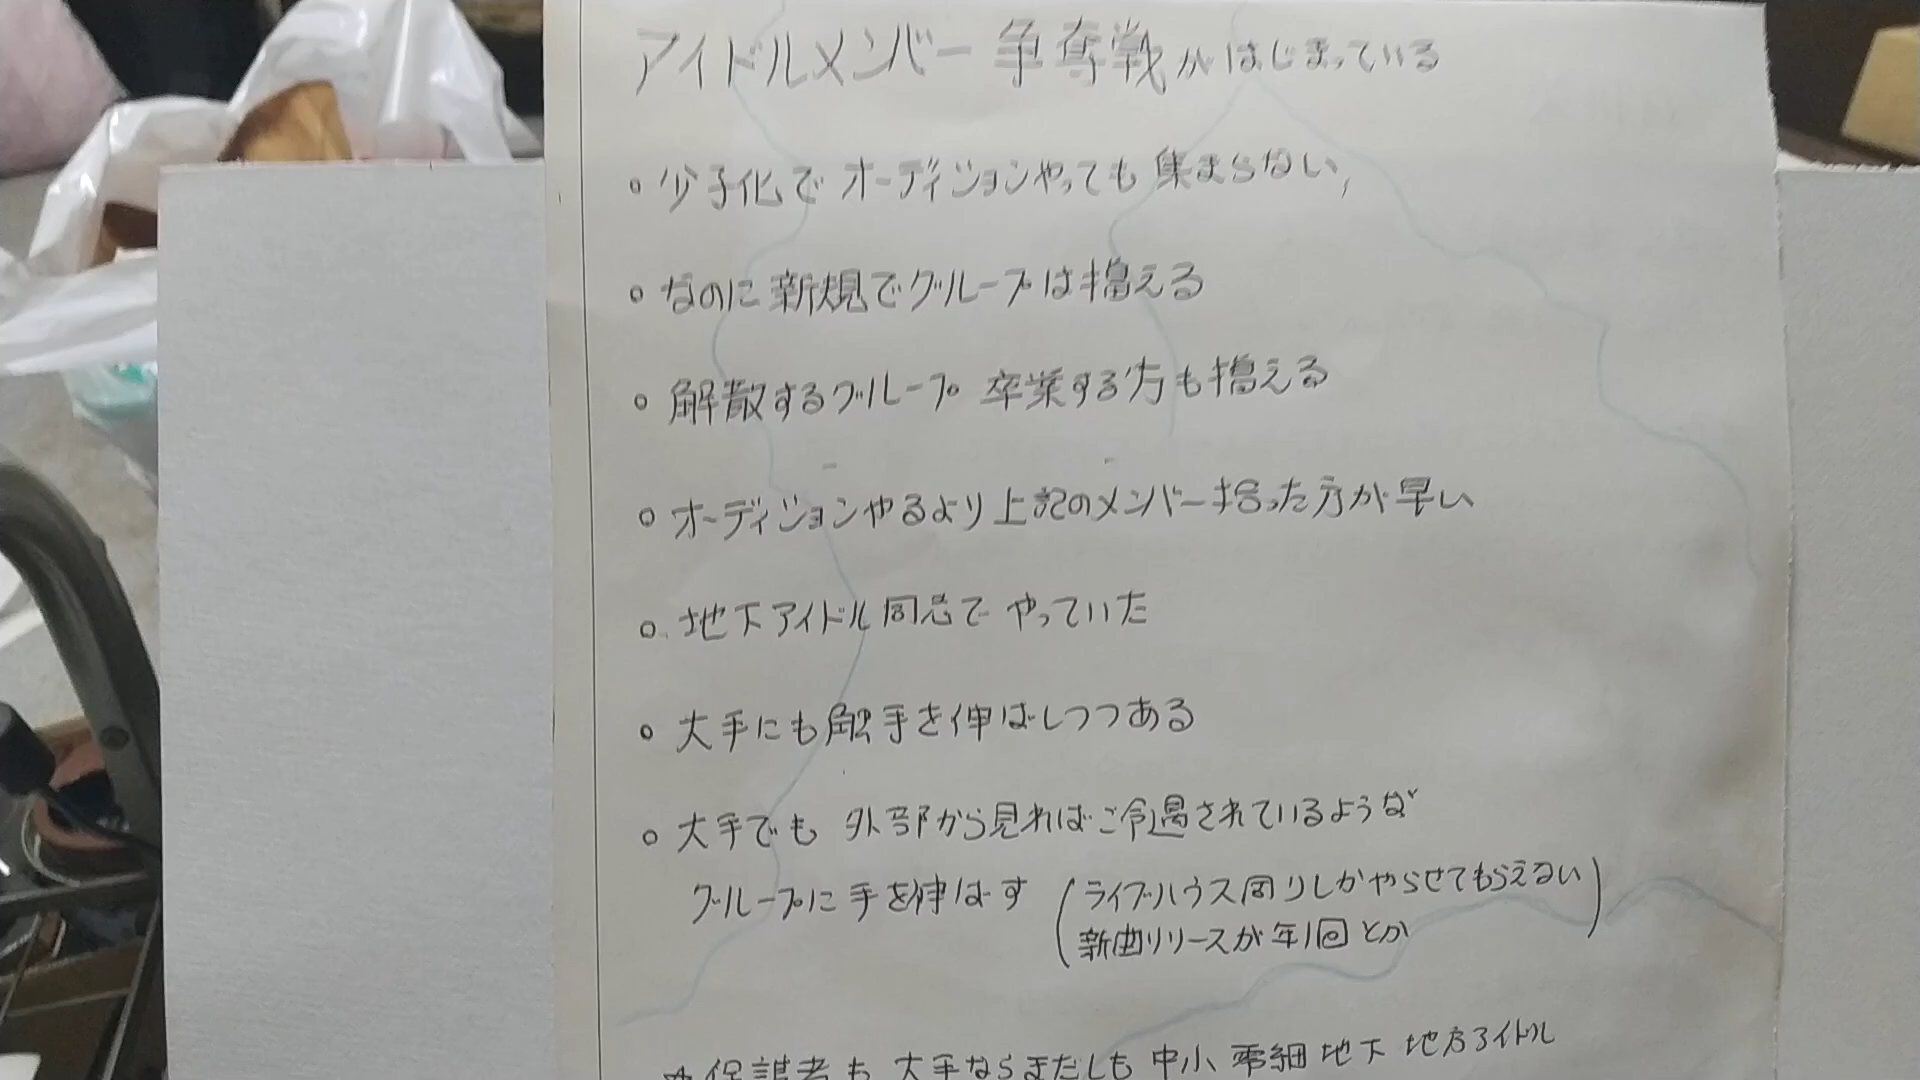 アイドルメンバー争奪戦がはじまっている
○少子化でオーディションやっても集まらない,
○なのに新規でグループは増える
○解散するグループ 卒業する方も増える
○オーディションやるより上記のメンバー拾った方が早い
○地下アイドル同志でやっていた
○大手にも触手を伸ばしつつある
○大手でも 外部から見ればご冷遇されているような
グループに手を伸ばす (ライブハウス回りしかやらせてもらえない
新曲リリースが年1回とか)
保護者も 大手ならまだしも 中小 零細 地下 地方アイドル